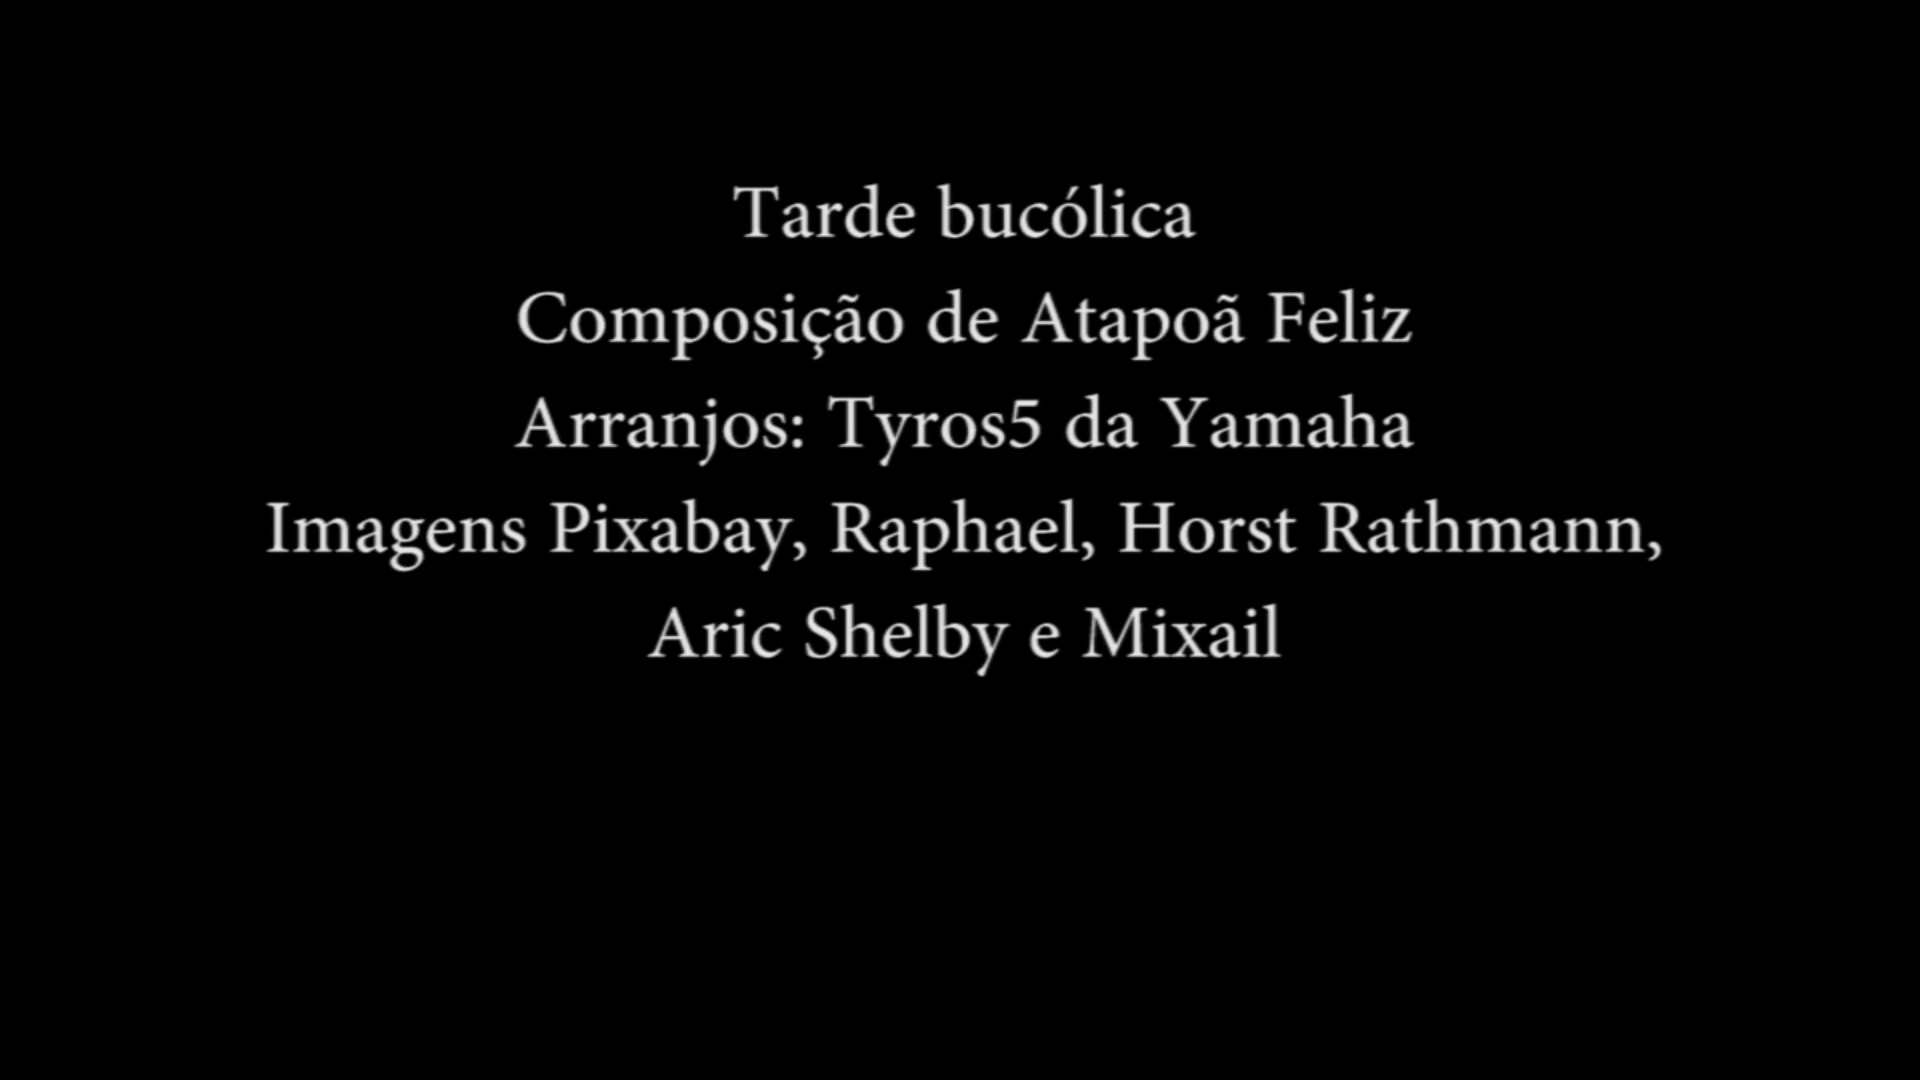 Tarde bucólica
Composição de Atapoã Feliz
Arranjos: Tyros5 da Yamaha
Imagens Pixabay, Raphael, Horst Rathmann,
Aric Shelby e Mixail